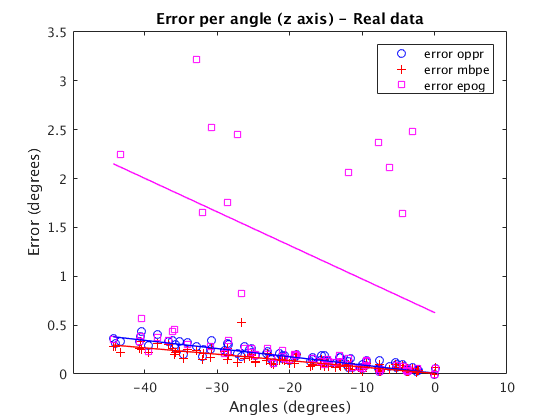 Error per angle (z axis) - Real data
error oppr
error mbpe
error epog
3.5
3
2.5
2
1.5
1
0.5
0
Error (degrees)
-40 -30 -20 -10 0 10
Angles (degrees)